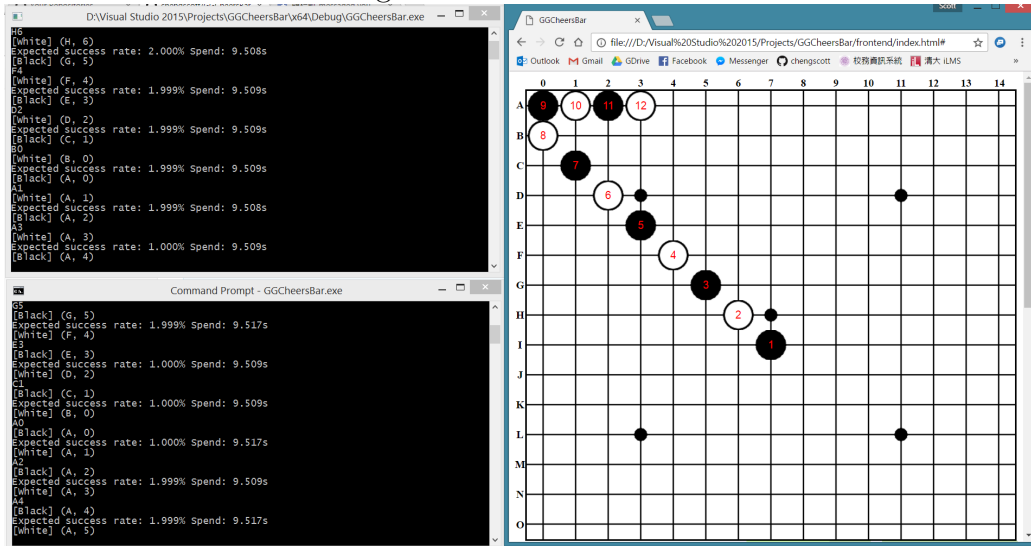 D:\Visual Studio 2015\Projects\GGCheersBar\x64\Debug\GGCheersBar.exe
H6
[White] (H, 6)
Expected success rate: 2.000% Spend: 9.508s
[Black] (G, 5)
F4
[White] (F, 4)
Expected success rate: 1.999% Spend: 9.509s
[Black] (E, 3)
D2
[White] (D, 2)
Expected success rate: 1.999% Spend: 9.509s
[Black] (C, 1)
B0
[White] (B, 0)
Expected success rate: 1.999% Spend: 9.509s
[Black] (A, 0)
A1
[White] (A, 1)
Expected success rate: 1.999% Spend: 9.508s
[Black] (A, 2)
A3
[White] (A, 3)
Expected success rate: 1.000% Spend: 9.509s
[Black] (A, 4)
Command Prompt - GGCheersBar.exe
G5
[Black] (G, 5)
Expected success rate: 1.999% Spend: 9.517s
[White] (F, 4)
E3
[Black] (E, 3)
Expected success rate: 1.000% Spend: 9.509s
[White] (D, 2)
C1
[Black] (C, 1)
Expected success rate: 1.000% Spend: 9.509s
[White] (B, 0)
A0
[Black] (A, 0)
Expected success rate: 1.000% Spend: 9.517s
[White] (A, 1)
A2
[Black] (A, 2)
Expected success rate: 1.999% Spend: 9.509s
[White] (A, 3)
A4
[Black] (A, 4)
Expected success rate: 1.999% Spend: 9.517s
[White] (A, 5)
Scott
GGCheersBar
file:///D:/Visual%20Studio%202015/Projects/GGCheersBar/frontend/index.html#
Outlook Gmail GDrive Facebook Messenger chengscott 校務資訊系統 清大 iLMS »
0 1 2 3 4 5 6 7 8 9 10 11 12 13 14
A 9 10 11 12
B 8
C 7
D 6
E 5
F 4
G 3
H 2
I 1
J
K
L
M
N
O